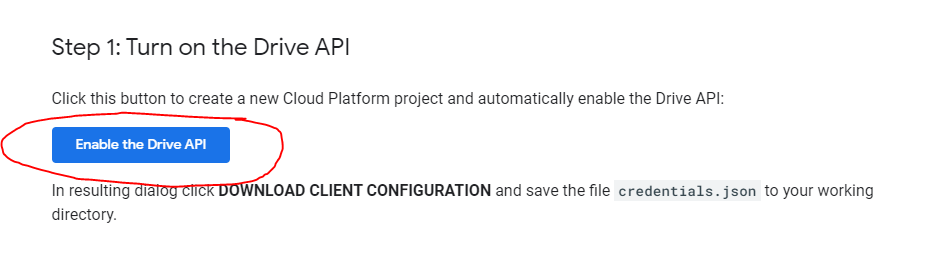 Step 1: Turn on the Drive API
Click this button to create a new Cloud Platform project and automatically enable the Drive API:
Enable the Drive API
In resulting dialog click DOWNLOAD CLIENT CONFIGURATION and save the file credentials.json to your working
directory.